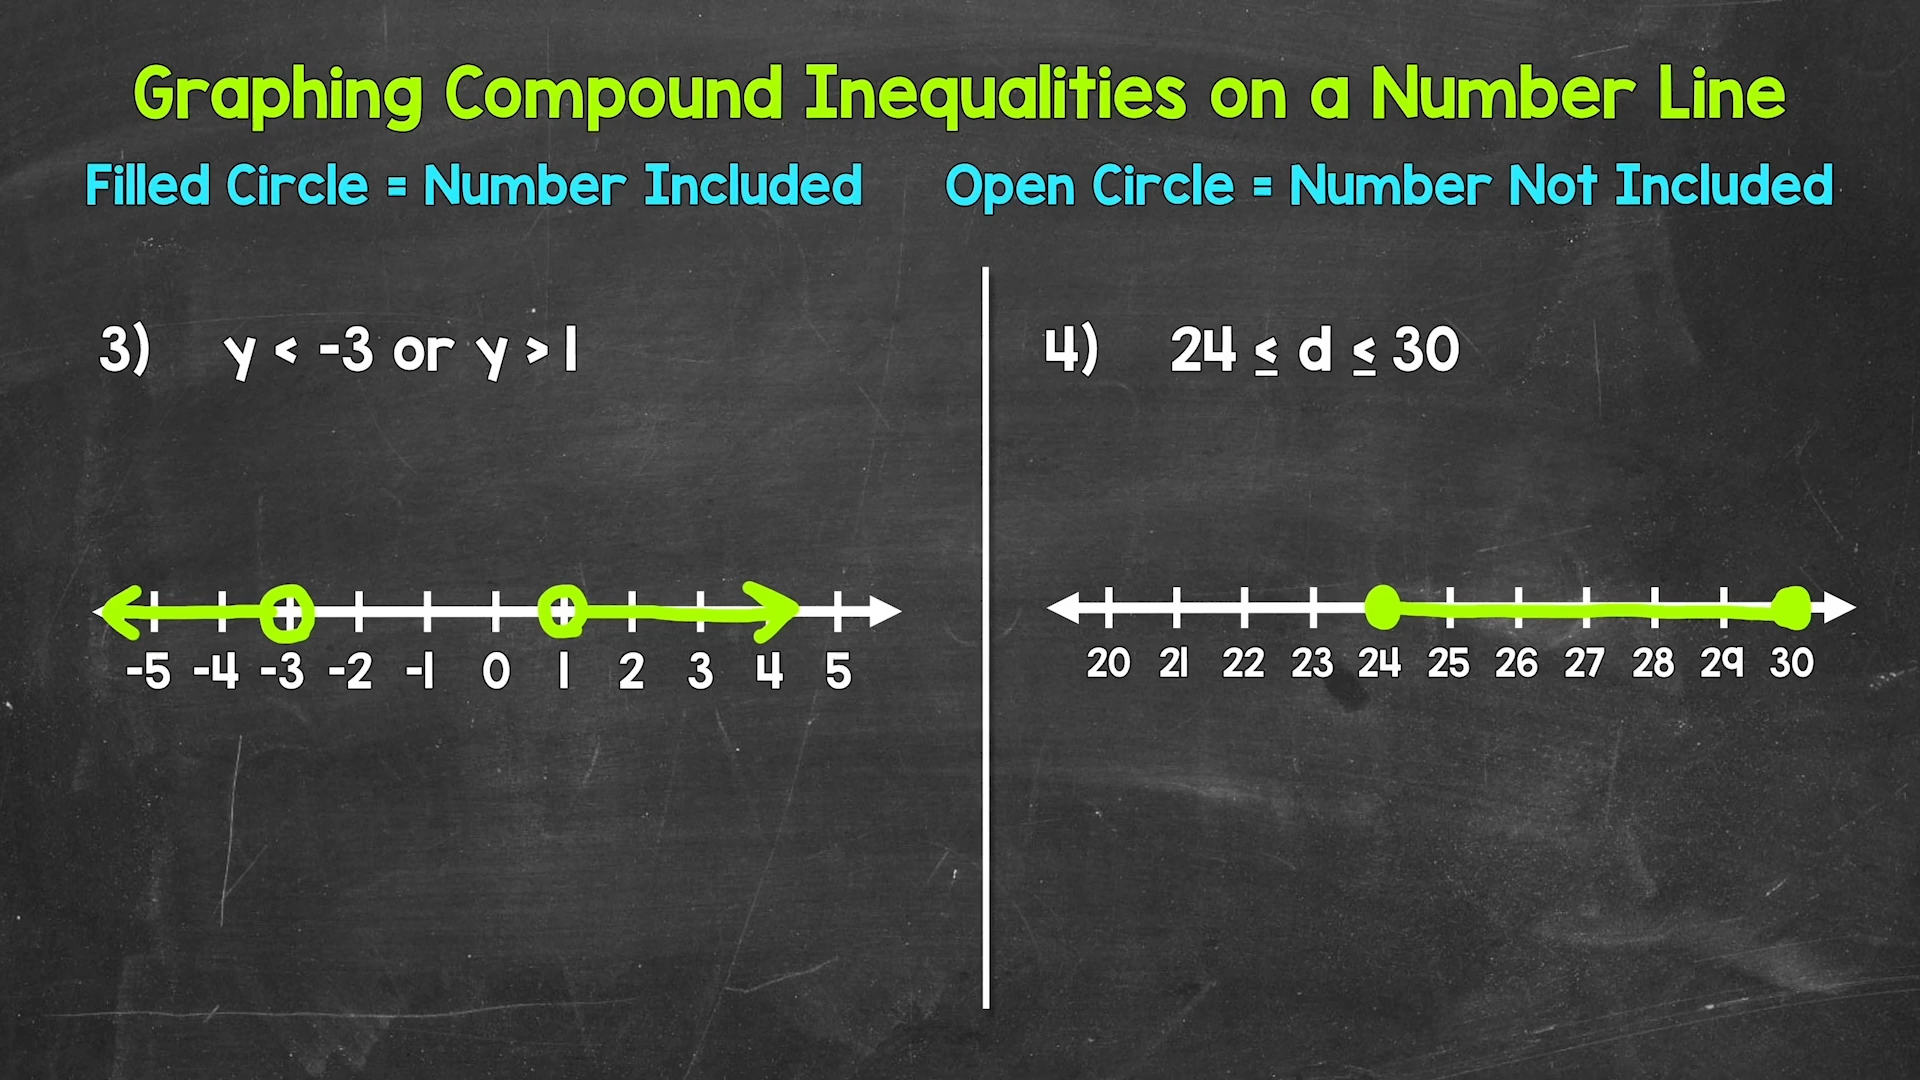 Graphing Compound Inequalities on a Number Line
Filled Circle = Number Included
Open Circle = Number Not Included
3) y < -3 or y > 1
-5 -4 -3 -2 -1 0 1 2 3 4 5
4) 24 ≤ d ≤ 30
20 21 22 23 24 25 26 27 28 29 30